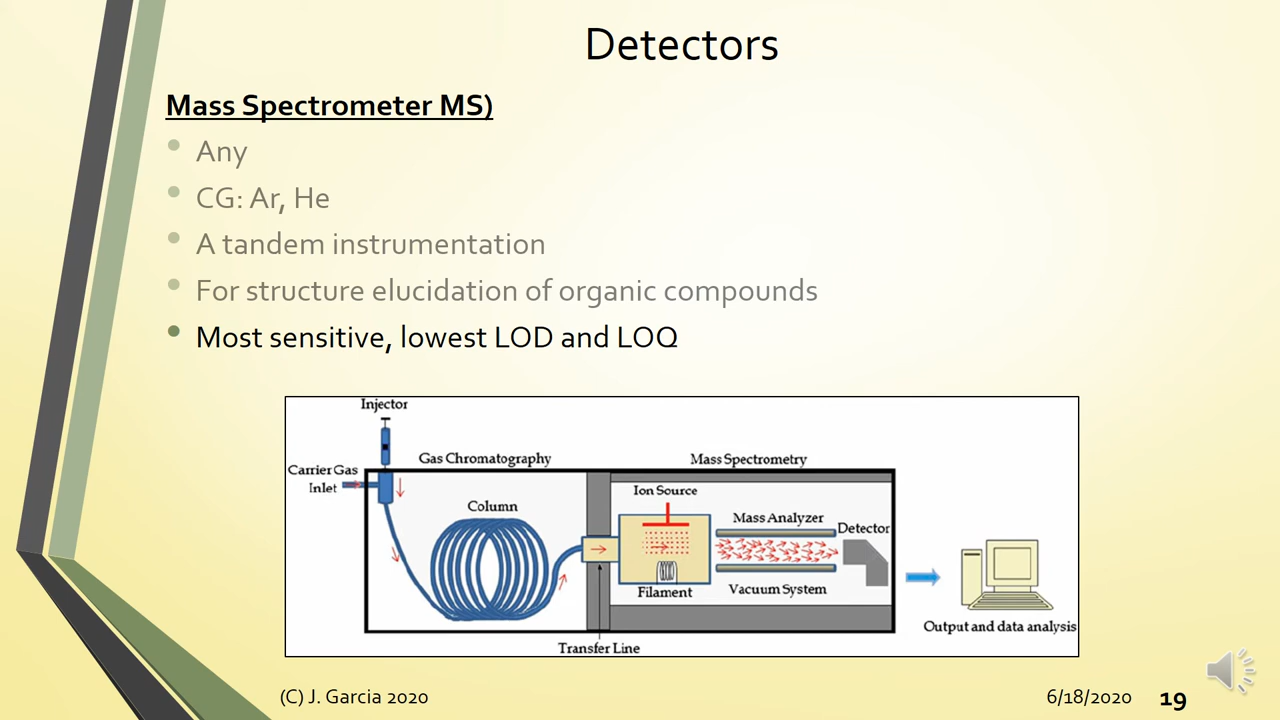 Detectors
Mass Spectrometer MS)
• Any
• CG: Ar, He
• A tandem instrumentation
• For structure elucidation of organic compounds
• Most sensitive, lowest LOD and LOQ
Injector
Carrier Gas
Inlet
Gas Chromatography
Mass Spectrometry
Column
Ion Source
Mass Analyzer
Detector
Filament
Vacuum System
Output and data analysis
Transfer Line
(C) J. Garcia 2020
6/18/2020
19